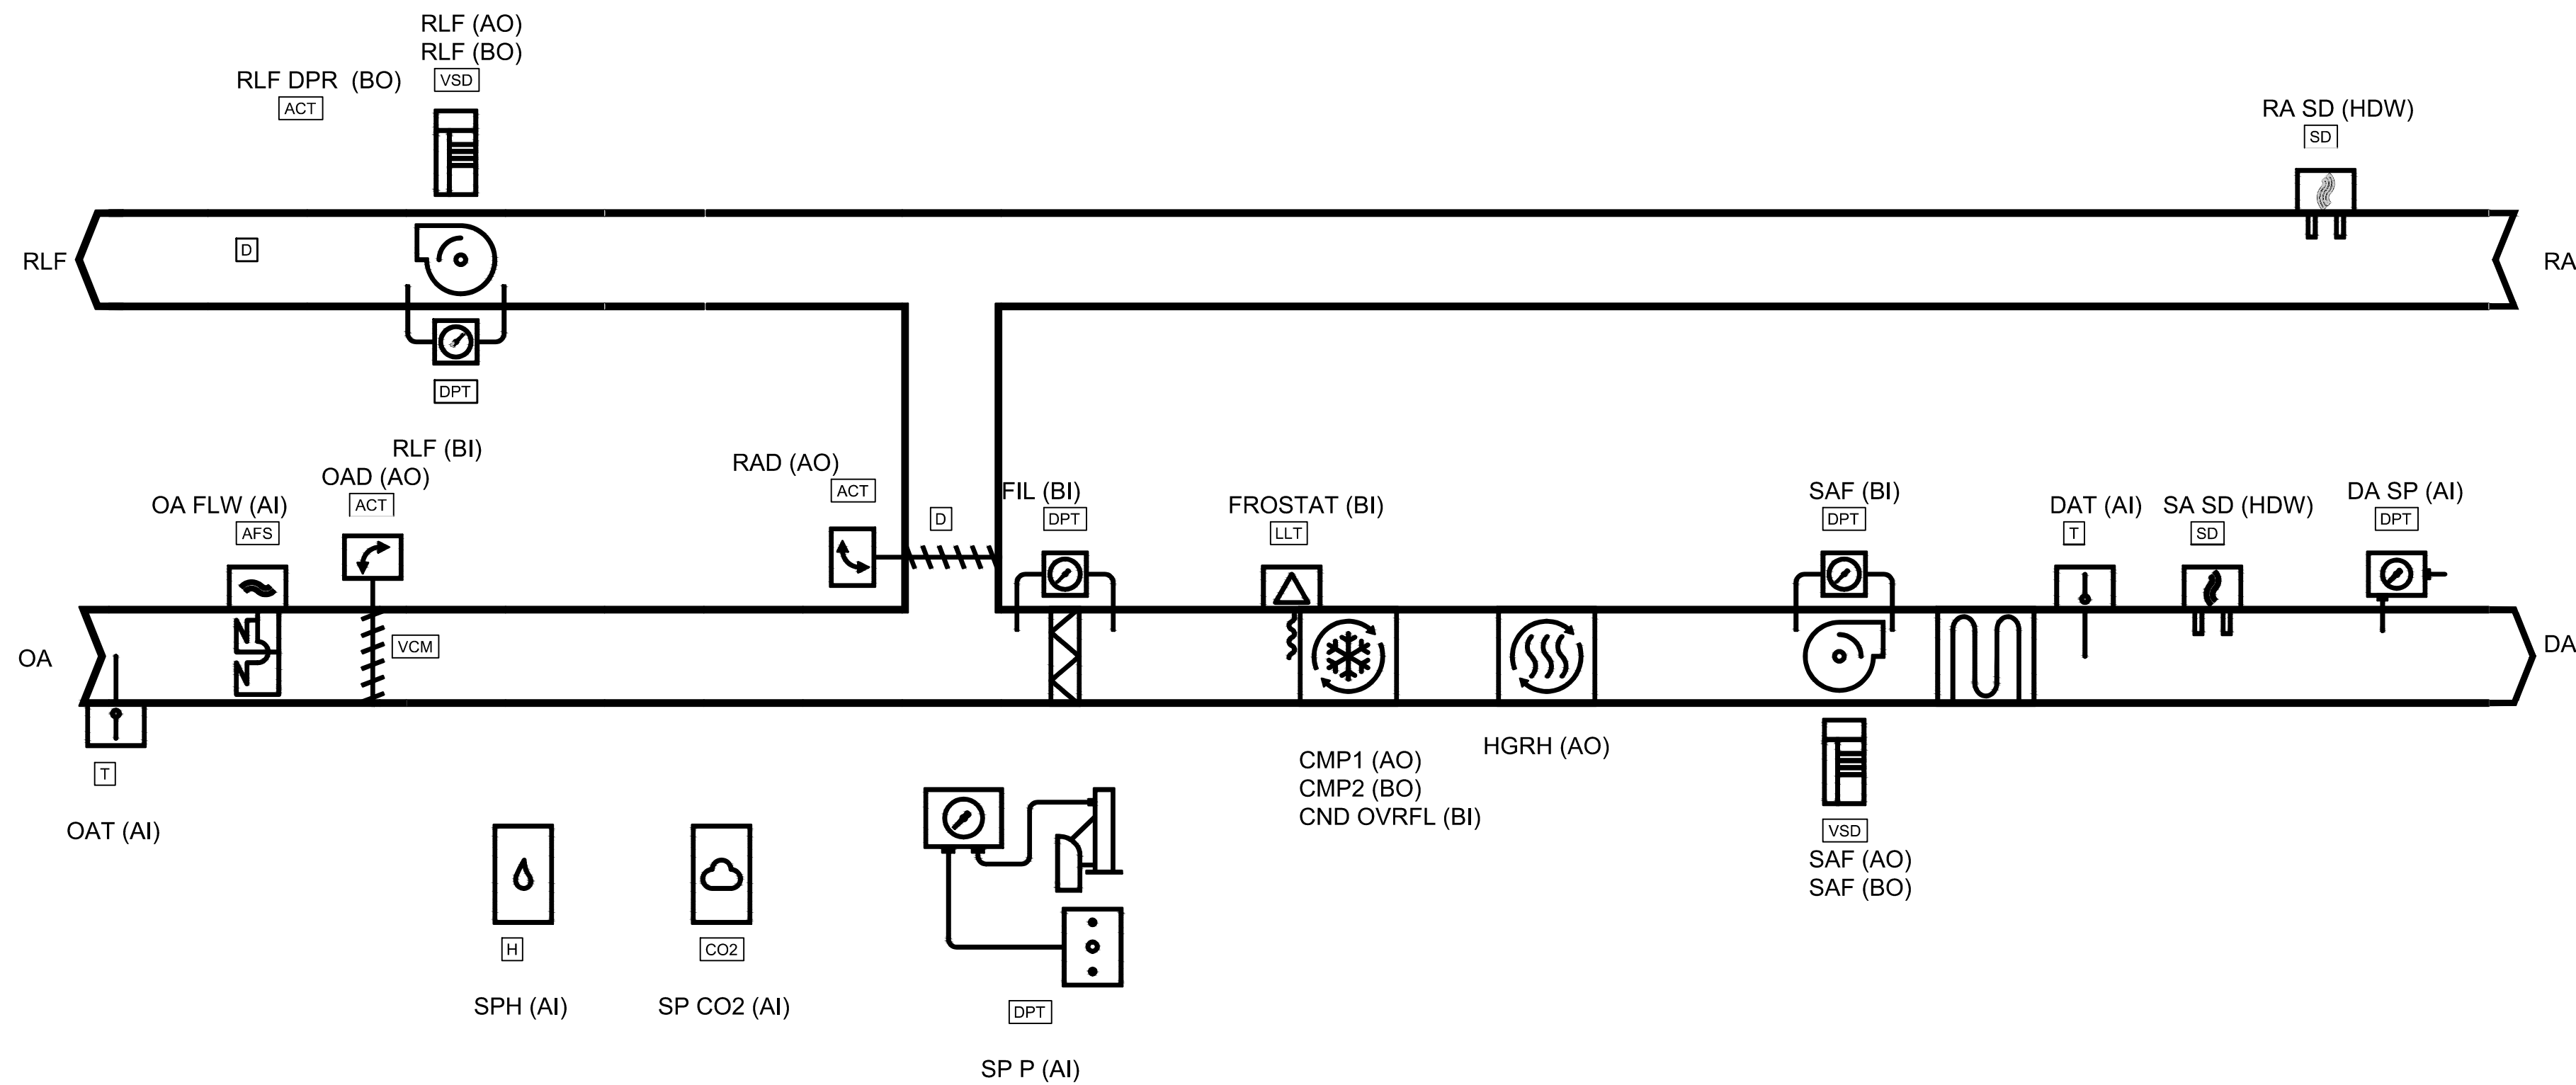 RLF (AO)
RLF (BO)
VSD
RLF DPR (BO)
ACT
RA SD (HDW)
SD
RLF
D
RA
DPT
RLF (BI)
OAD (AO)
ACT
OA FLW (AI)
AFS
RAD (AO)
ACT
D
FIL (BI)
DPT
FROSTAT (BI)
LLT
SAF (BI)
DPT
DAT (AI)
T
SA SD (HDW)
SD
DA SP (AI)
DPT
OA
VCM
DA
T
OAT (AI)
CMP1 (AO)
CMP2 (BO)
CND OVRFL (BI)
HGRH (AO)
VSD
SAF (AO)
SAF (BO)
H
SPH (AI)
CO2
SP CO2 (AI)
DPT
SP P (AI)